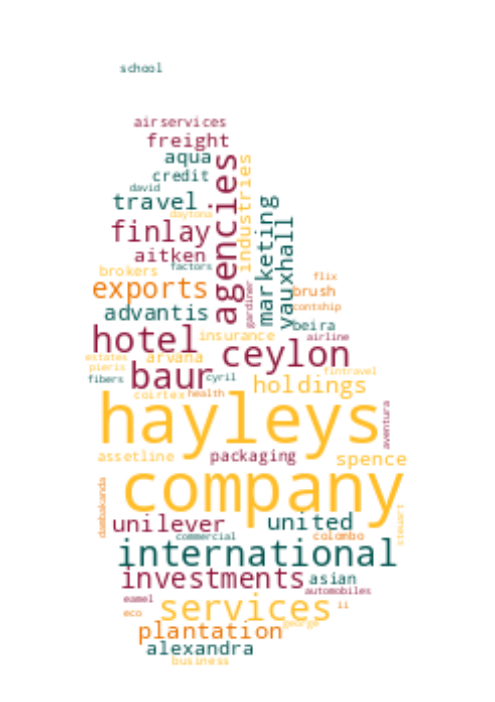 school
airservices
freight
aqua
credit
david
travel
daytona
finlay
agencies
industries
aitken
brokers
factors
exports
advantis
marketing
vauxhall
gardiner
flix
brush
contship
beira
hotel
insurance
airline
ceylon
estates
arvana
pieris
baur
cyril
fibers
fintravel
holdings
coirtex
health
hayleys
aventura
assetline
packaging
spence
company
dambakanda
steuart
unilever
united
commercial
colombo
international
investments
asian
automobiles
eamel
services
ii
eco
george
plantation
alexandra
business